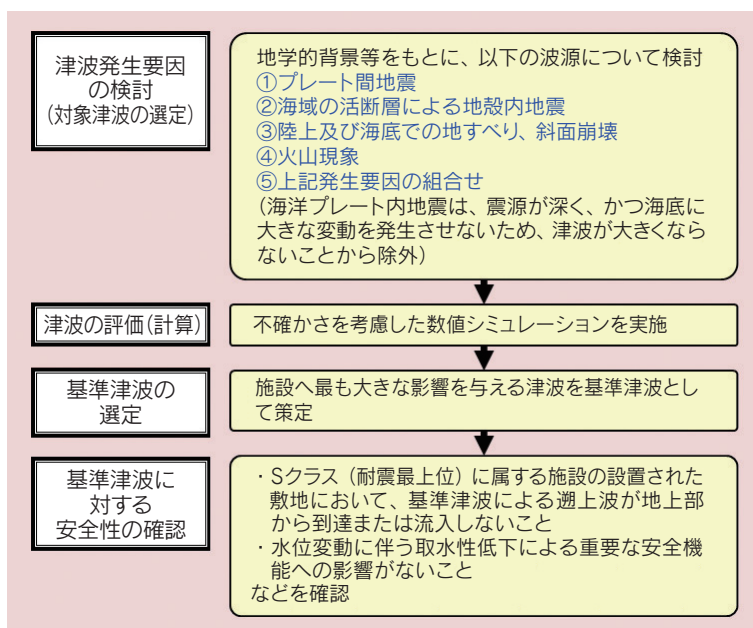 津波発生要因
の検討
(対象津波の選定)
地学的背景等をもとに、以下の波源について検討
①プレート間地震
②海域の活断層による地殻内地震
③陸上及び海底での地すべり、斜面崩壊
④火山現象
⑤上記発生要因の組合せ
(海洋プレート内地震は、震源が深く、かつ海底に
大きな変動を発生させないため、津波が大きくなら
ないことから除外)
津波の評価(計算)
不確かさを考慮した数値シミュレーションを実施
基準津波の
選定
施設へ最も大きな影響を与える津波を基準津波とし
て策定
基準津波に
対する
安全性の確認
・Sクラス（耐震最上位）に属する施設の設置された
敷地において、基準津波による遡上波が地上部
から到達または流入しないこと
・水位変動に伴う取水性低下による重要な安全機
能への影響がないこと
などを確認